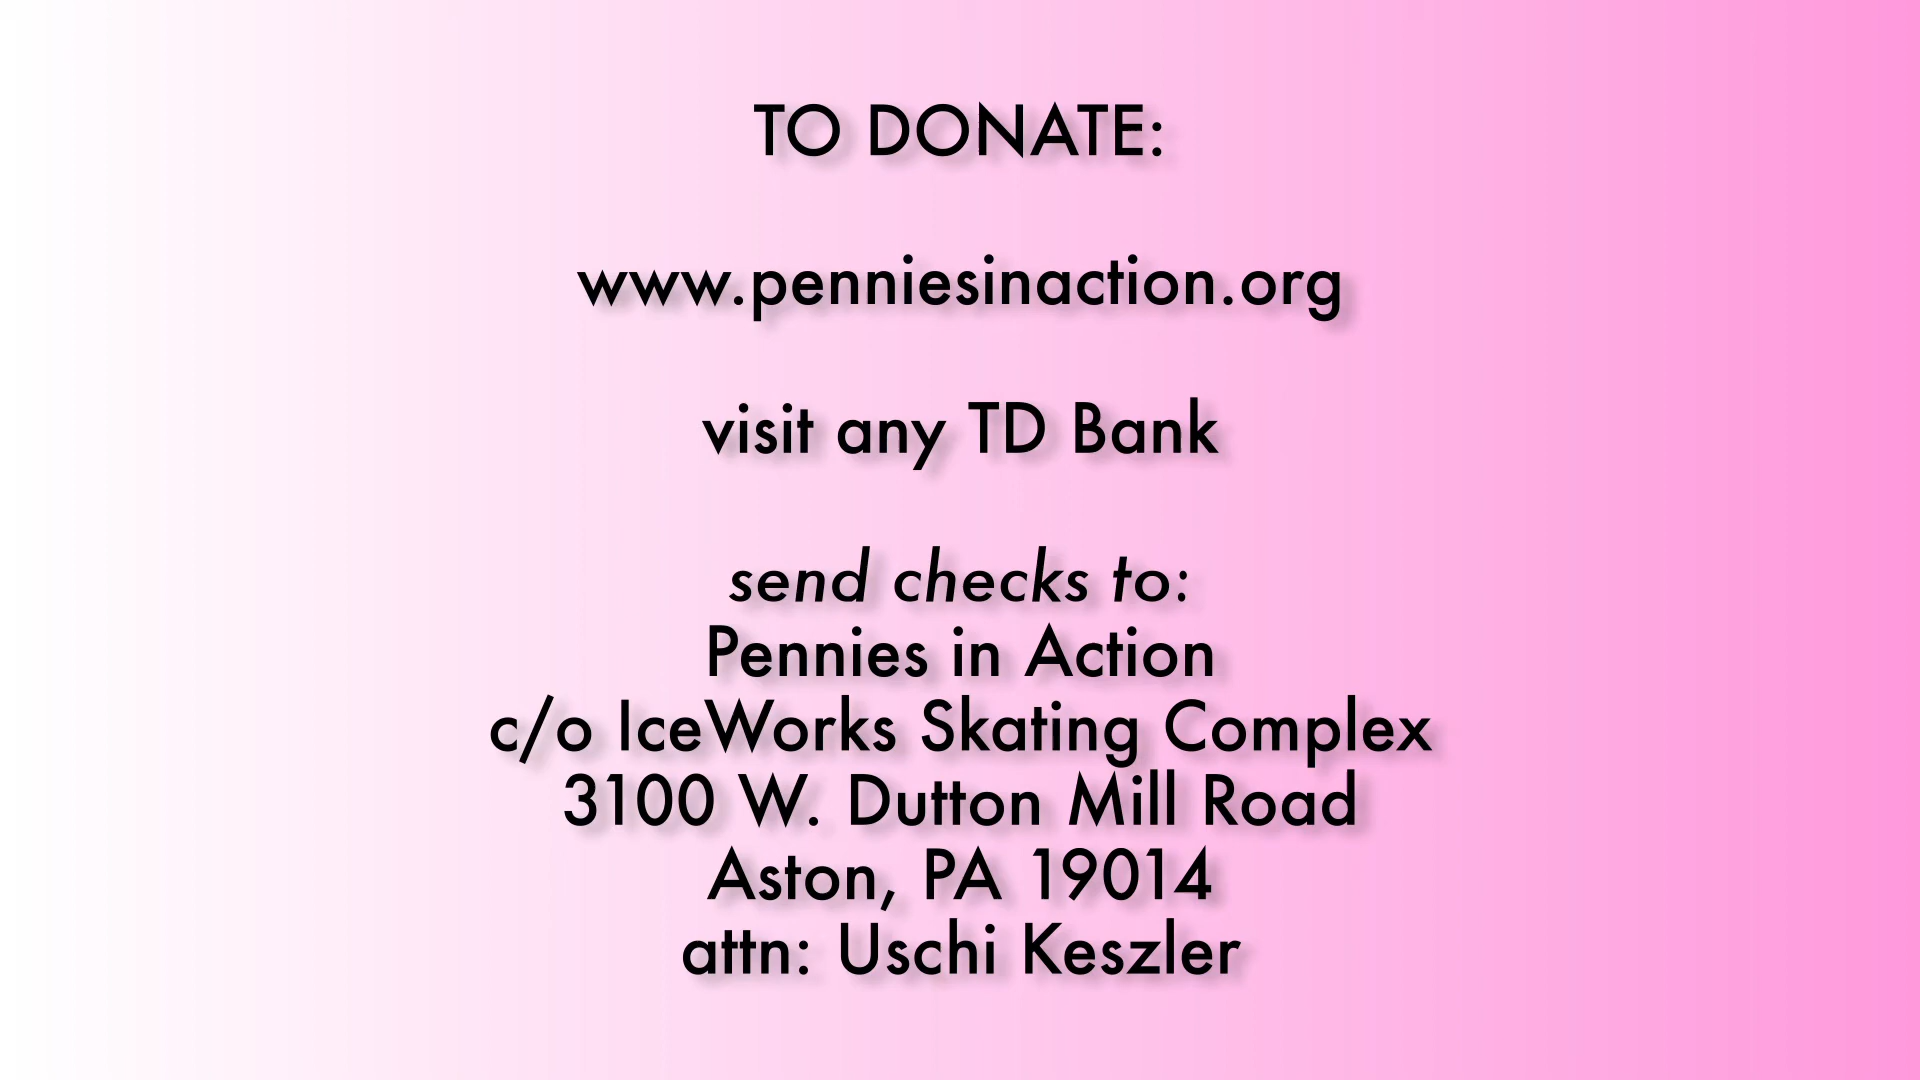 TO DONATE:
www.penniesinaction.org
visit any TD Bank
send checks to:
Pennies in Action
c/o IceWorks Skating Complex
3100 W. Dutton Mill Road
Aston, PA 19014
attn: Uschi Keszler